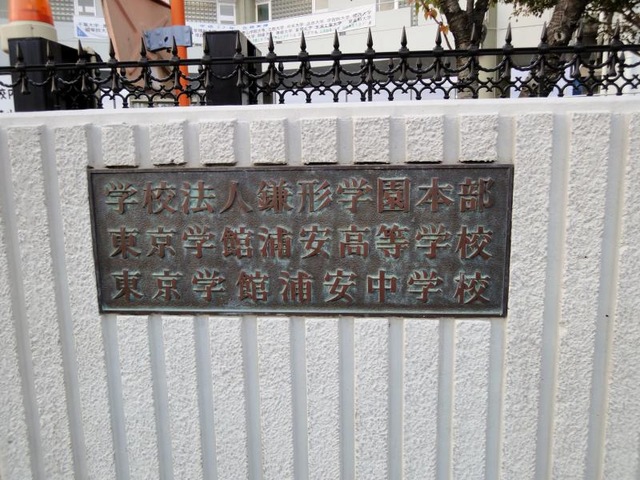 学校法人鎌形学園本部
東京学館浦安高等学校
東京学館浦安中学校